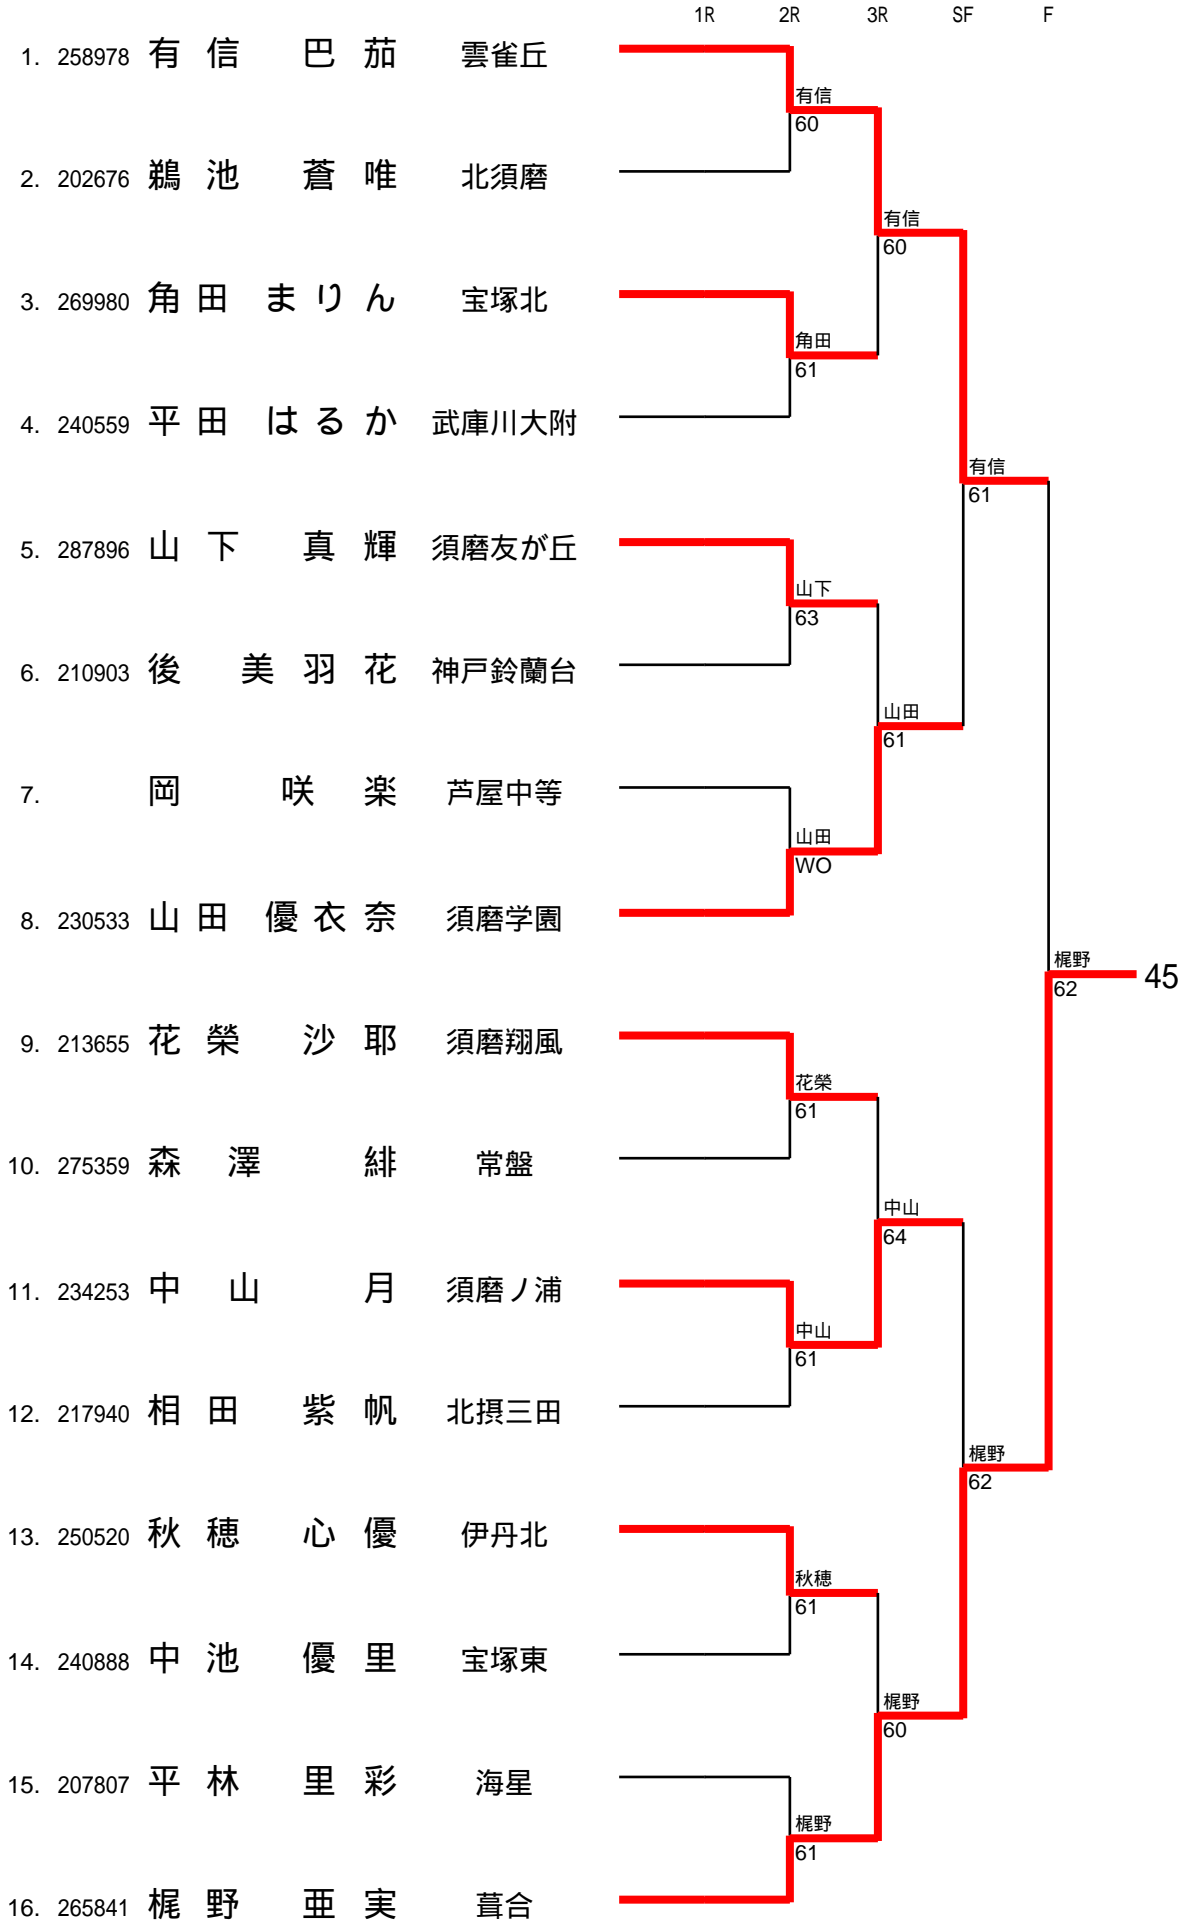 1R 2R 3R SF F
1. 258978 有信 巴茄 雲雀丘
有信
60
2. 202676 鵜池 蒼唯 北須磨
有信
60
3. 269980 角田 まりん 宝塚北
角田
61
4. 240559 平田 はるか 武庫川大附
有信
61
5. 287896 山下 真輝 須磨友が丘
山下
63
6. 210903 後 美羽花 神戸鈴蘭台
山田
61
7. 岡 咲楽 芦屋中等
山田
WO
8. 230533 山田 優衣奈 須磨学園
梶野
62
45
9. 213655 花榮 沙耶 須磨翔風
花榮
61
10. 275359 森澤 緋 常盤
中山
64
11. 234253 中山 月 須磨ノ浦
中山
61
12. 217940 相田 紫帆 北摂三田
梶野
62
13. 250520 秋穂 心優 伊丹北
秋穂
61
14. 240888 中池 優里 宝塚東
梶野
60
15. 207807 平林 里彩 海星
梶野
61
16. 265841 梶野 亜実 葺合